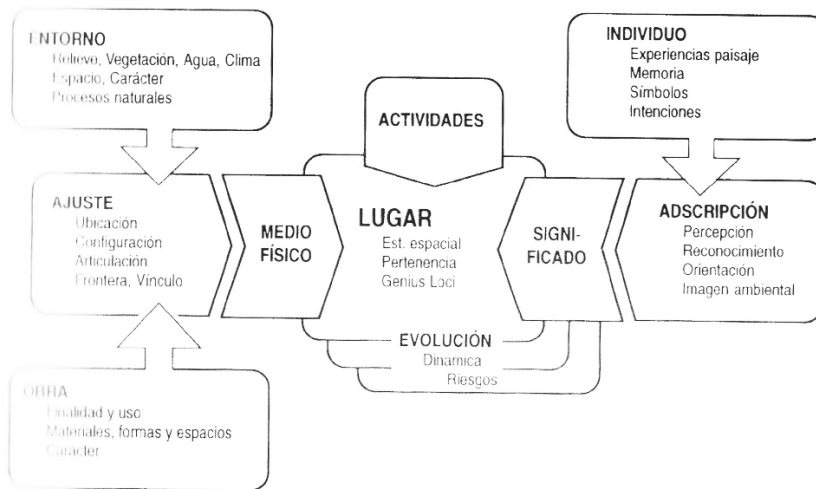 ENTORNO
Relieve, Vegetación, Agua, Clima
Espacio, Carácter
Procesos naturales
INDIVIDUO
Experiencias paisaje
Memoria
Símbolos
Intenciones
ACTIVIDADES
AJUSTE
Ubicación
Configuración
Articulación
Frontera, Vínculo
MEDIO
FÍSICO
LUGAR
Est. espacial
Pertenencia
Genius Loci
SIGNI-
FICADO
ADSCRIPCIÓN
Percepción
Reconocimiento
Orientación
Imagen ambiental
EVOLUCIÓN
Dinámica
Riesgos
OBRA
Finalidad y uso
Materiales, formas y espacios
Carácter